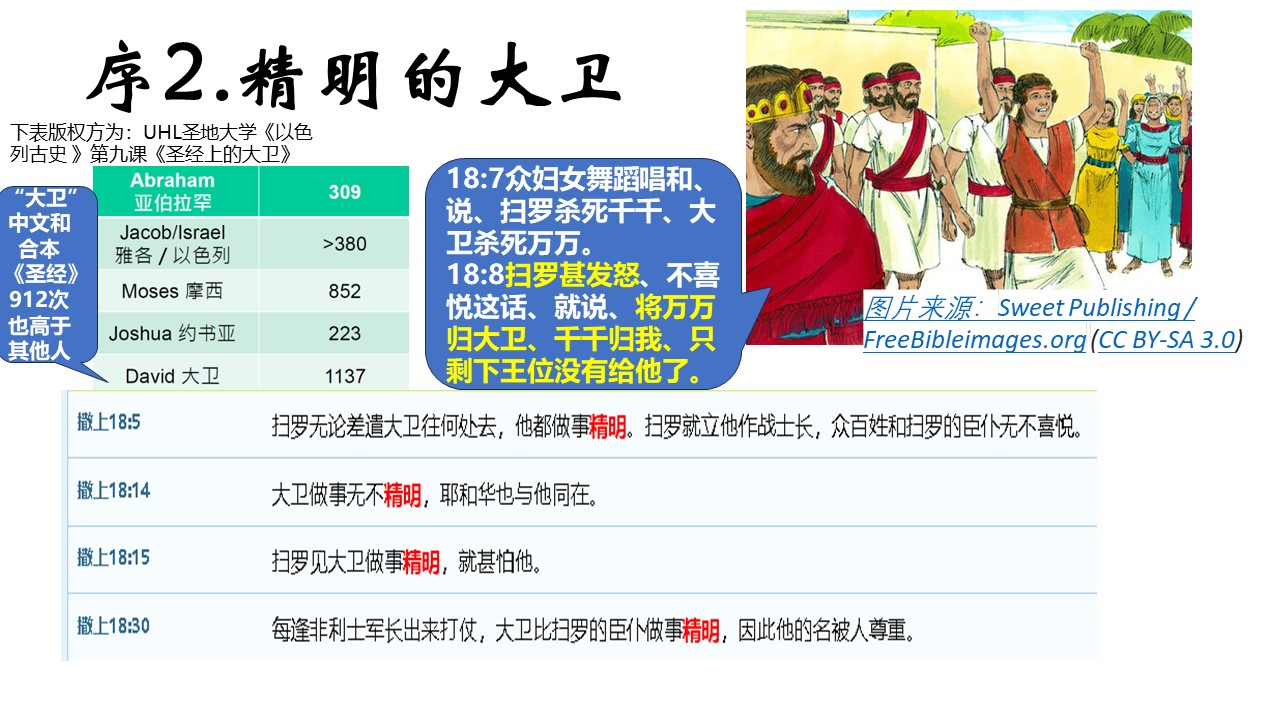 序2.精明的大卫
下表版权方为：UHL圣地大学《以色
列古史 》第九课《圣经上的大卫》
Abraham
亚伯拉罕
309
Jacob/Israel
雅各 / 以色列
>380
Moses 摩西
852
Joshua 约书亚
223
David 大卫
1137
“大卫”
中文和
合本
《圣经》
912次
也高于
其他人
18:7众妇女舞蹈唱和、
说、扫罗杀死千千、大
卫杀死万万。
18:8扫罗甚发怒、不喜
悦这话、就说、将万万
归大卫、千千归我、只
剩下王位没有给他了。
图片来源：Sweet Publishing /
FreeBibleimages.org (CC BY-SA 3.0)
撒上18:5
扫罗无论差遣大卫往何处去，他都做事精明。扫罗就立他作战士长，众百姓和扫罗的臣仆无不喜悦。
撒上18:14
大卫做事无不精明，耶和华也与他同在。
撒上18:15
扫罗见大卫做事精明，就甚怕他。
撒上18:30
每逢非利士军长出来打仗，大卫比扫罗的臣仆做事精明，因此他的名被人尊重。